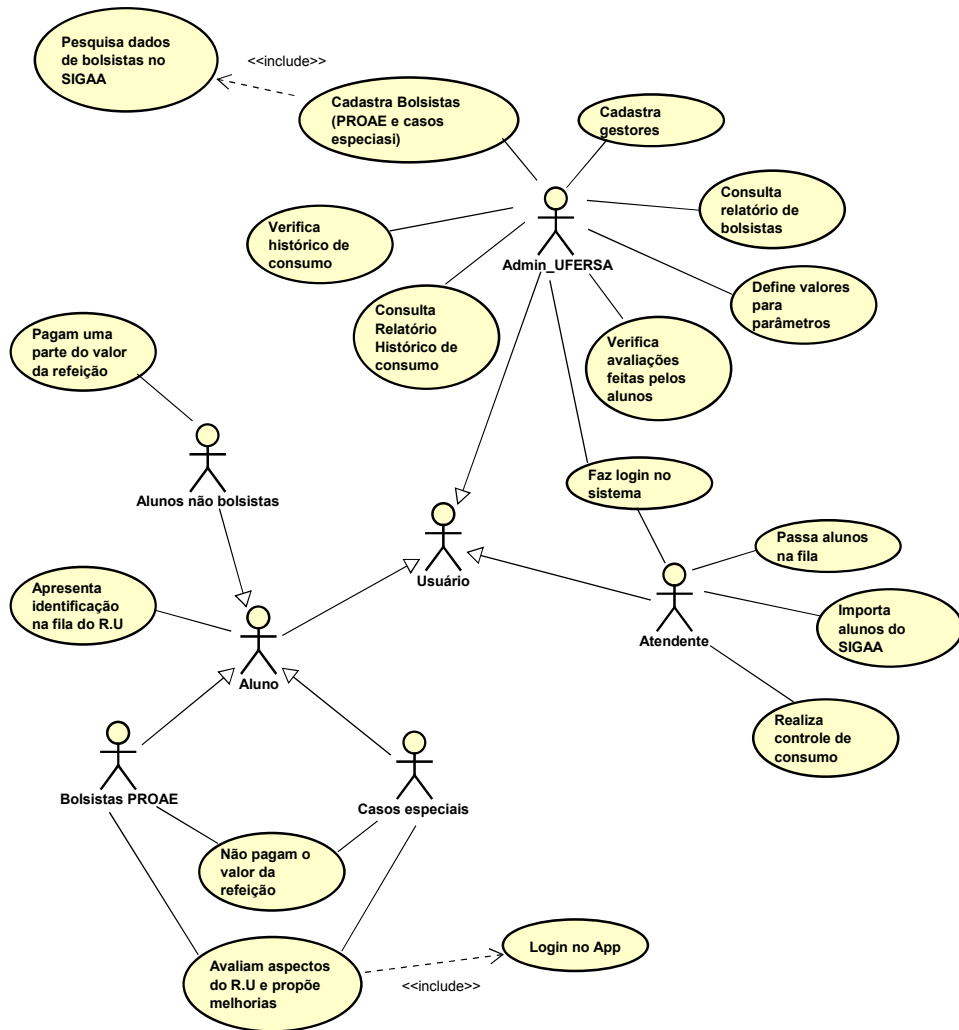 Pesquisa dados
de bolsistas no
SIGAA
<<include>>
Cadastra Bolsistas
(PROAE e casos
especiasi)
Cadastra
gestores
Verifica
histórico de
consumo
Admin_UFERSA
Consulta
relatório de
bolsistas
Consulta
Relatório
Histórico de
consumo
Verifica
avaliações
feitas pelos
alunos
Define valores
para
parâmetros
Pagam uma
parte do valor
da refeição
Alunos não bolsistas
Faz login no
sistema
Usuário
Passa alunos
na fila
Apresenta
identificação
na fila do R.U
Aluno
Atendente
Importa
alunos do
SIGAA
Realiza
controle de
consumo
Bolsistas PROAE
Casos especiais
Não pagam o
valor da
refeição
Avaliam aspectos
do R.U e propõe
melhorias
<<include>>
Login no App